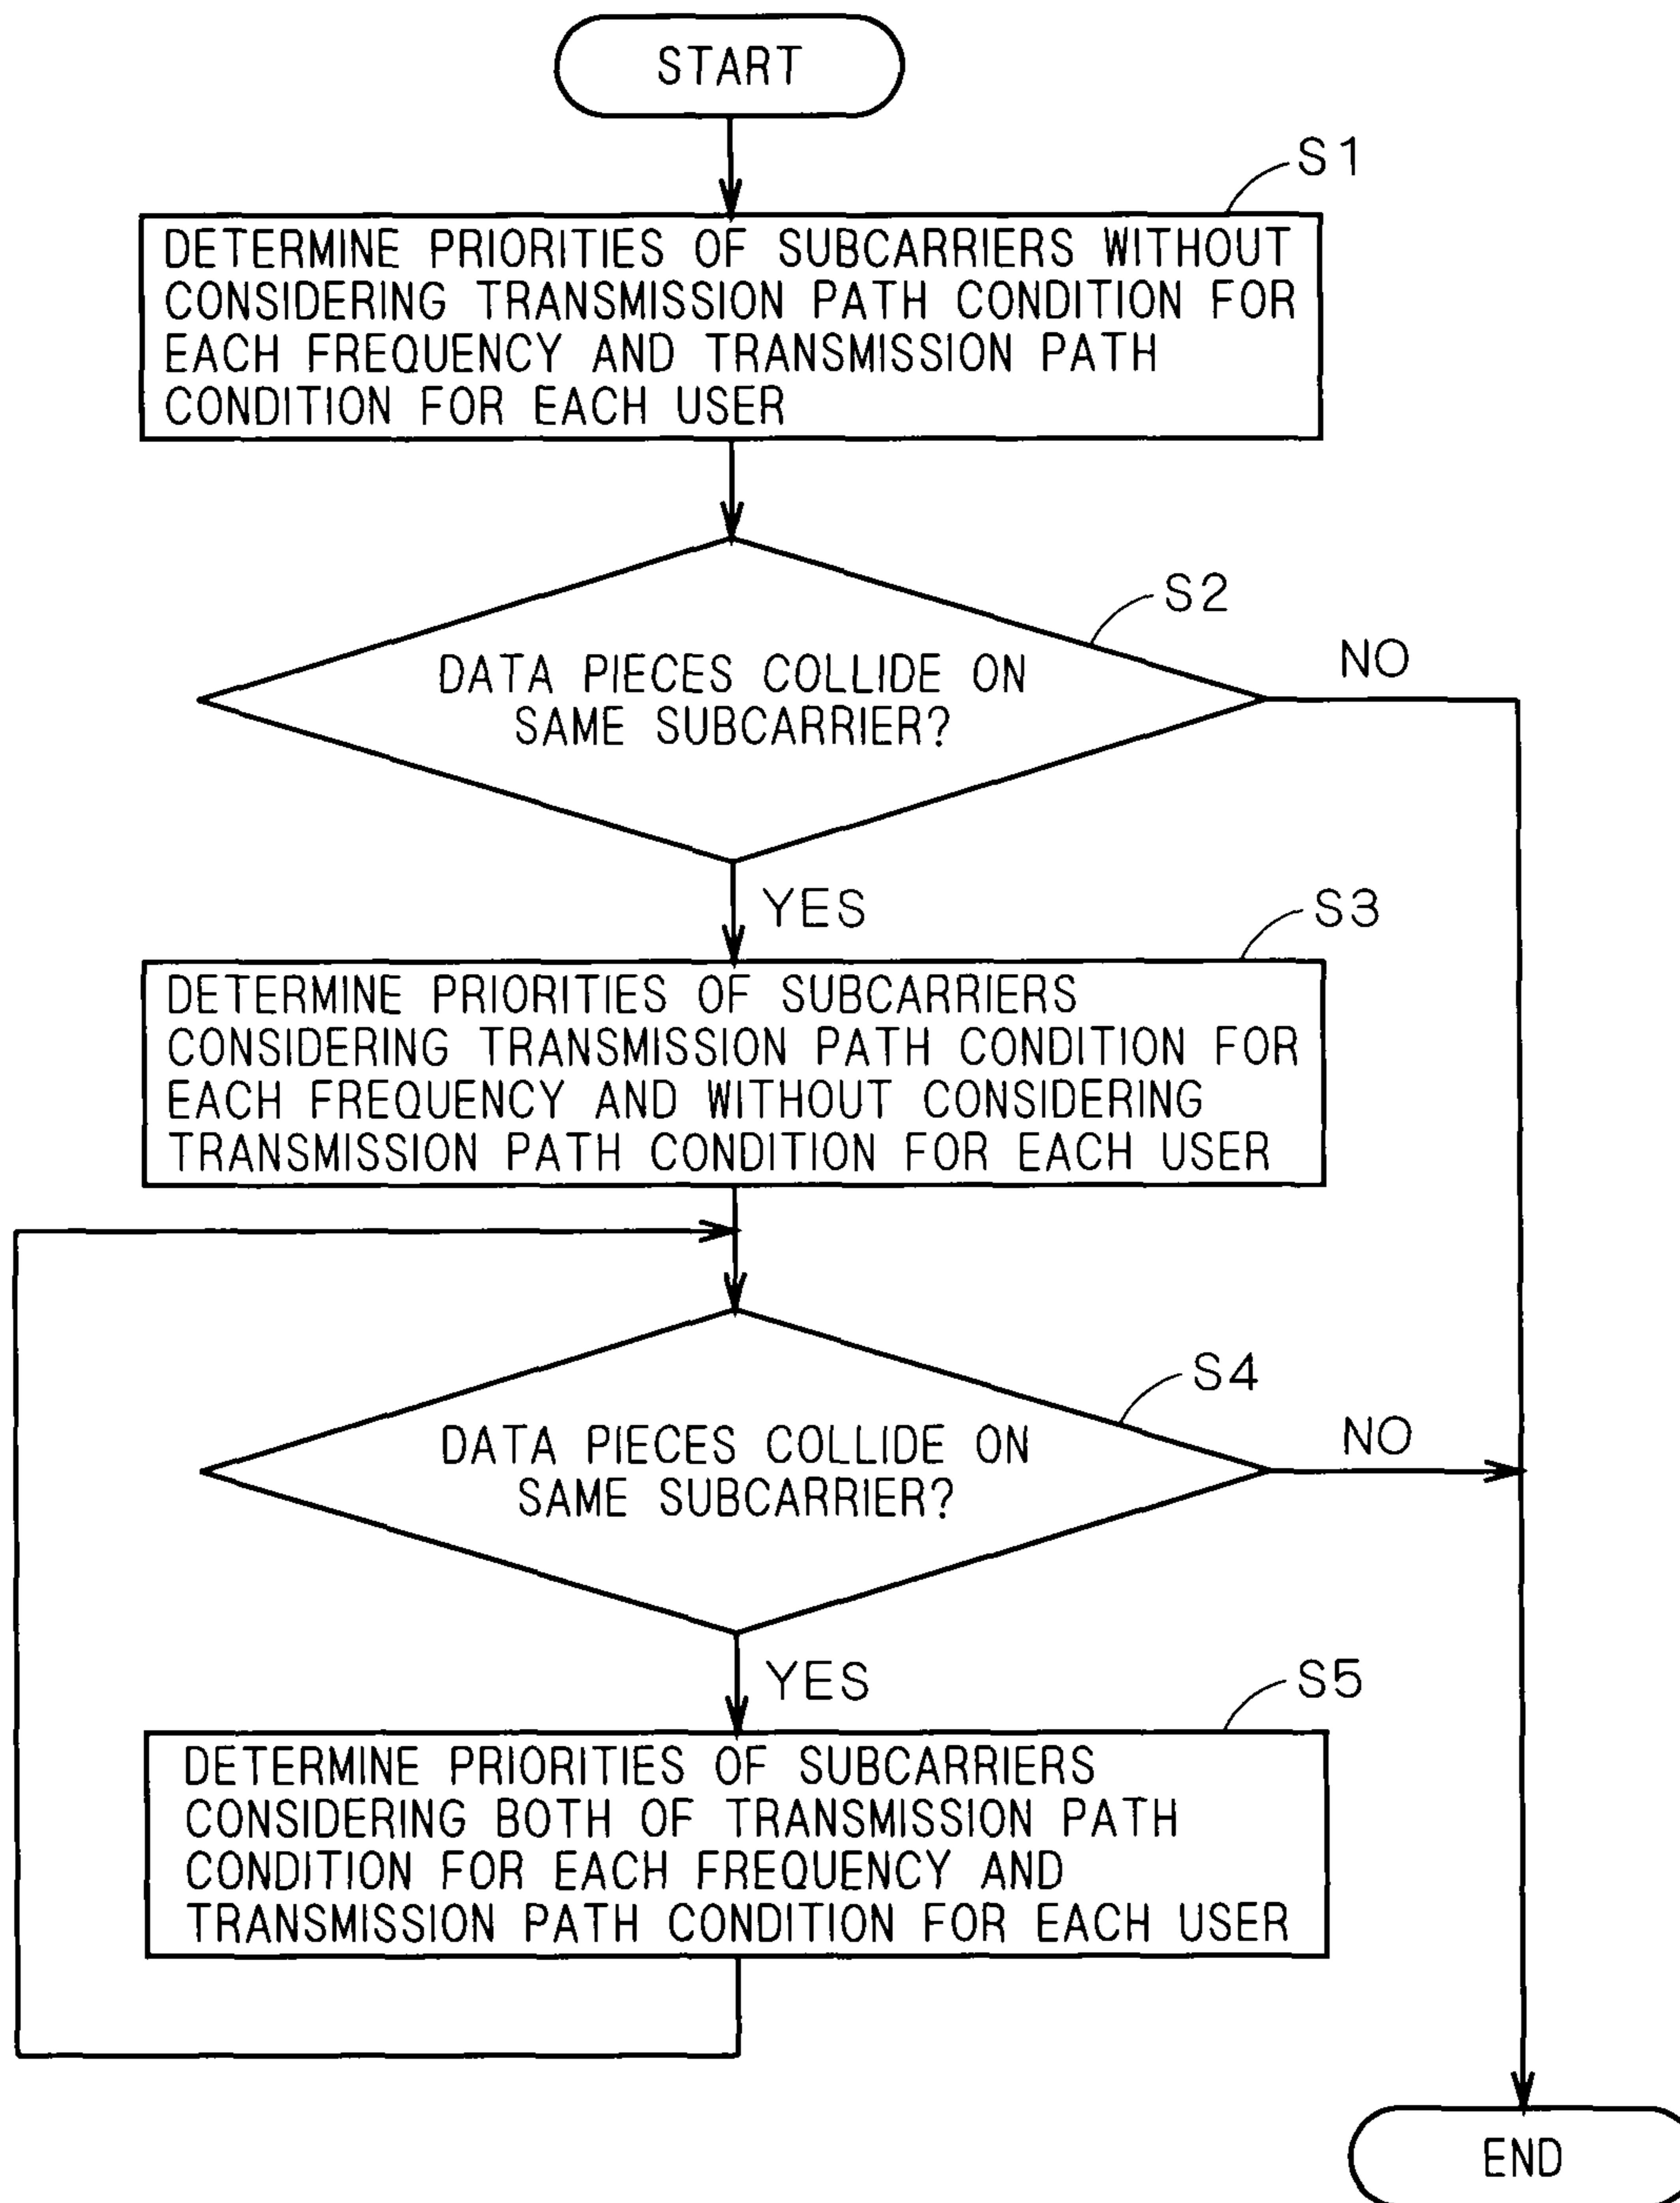 START
S1
DETERMINE PRIORITIES OF SUBCARRIERS WITHOUT
CONSIDERING TRANSMISSION PATH CONDITION FOR
EACH FREQUENCY AND TRANSMISSION PATH
CONDITION FOR EACH USER
S2
DATA PIECES COLLIDE ON
SAME SUBCARRIER?
NO
YES
S3
DETERMINE PRIORITIES OF SUBCARRIERS
CONSIDERING TRANSMISSION PATH CONDITION FOR
EACH FREQUENCY AND WITHOUT CONSIDERING
TRANSMISSION PATH CONDITION FOR EACH USER
S4
DATA PIECES COLLIDE ON
SAME SUBCARRIER?
NO
YES
S5
DETERMINE PRIORITIES OF SUBCARRIERS
CONSIDERING BOTH OF TRANSMISSION PATH
CONDITION FOR EACH FREQUENCY AND
TRANSMISSION PATH CONDITION FOR EACH USER
END